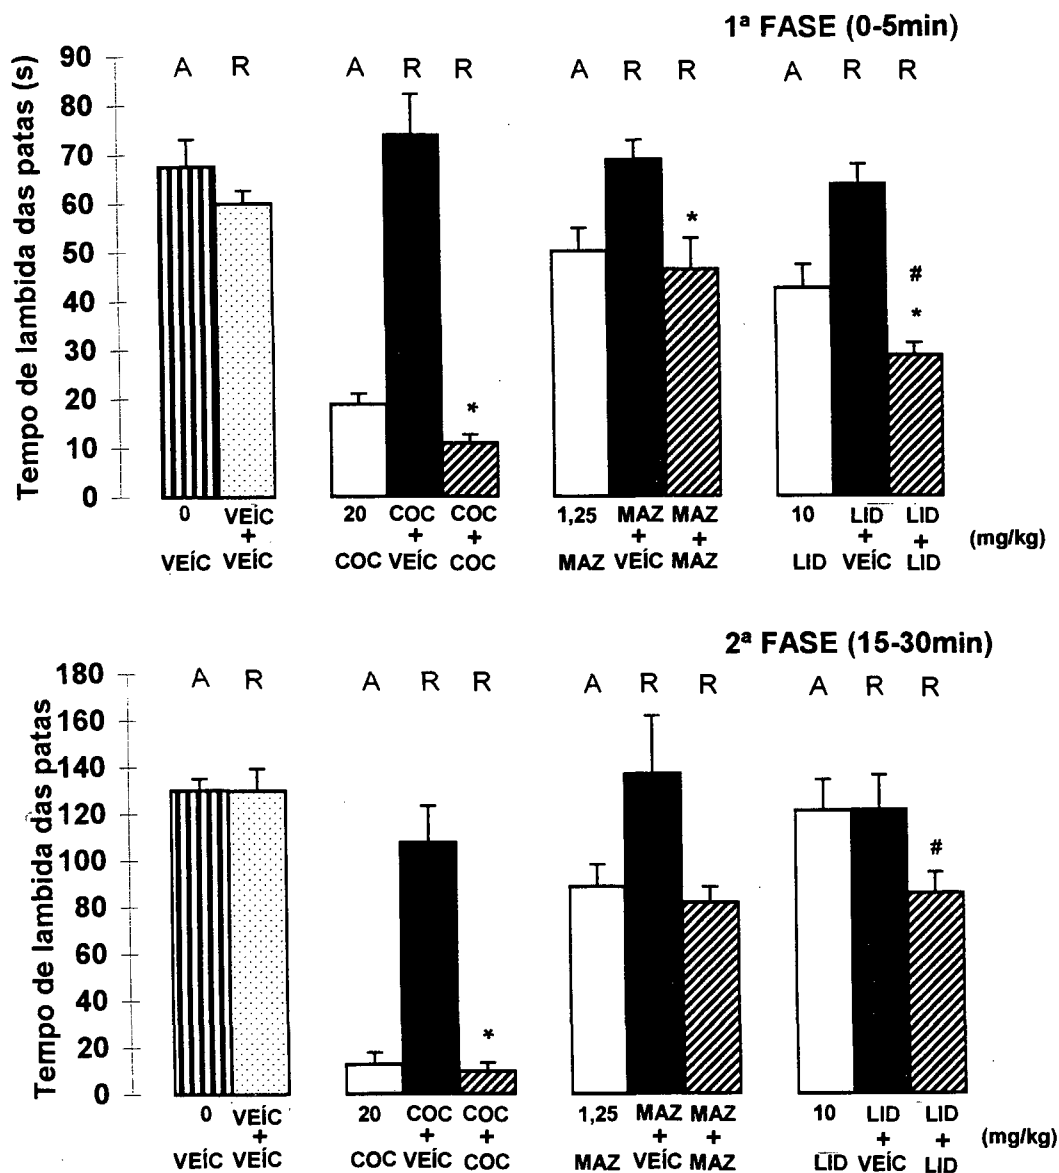 1ª FASE (0-5min)
Tempo de lambida das patas (s)
90
80
70
60
50
40
30
20
10
0
A R A R R A R R A R R
* * # *
0 VEÍC 20 COC COC 1,25 MAZ MAZ 10 LID LID
+ + + + + + + (mg/kg)
VEÍC VEÍC COC VEÍC COC MAZ VEÍC MAZ LID VEÍC LID
2ª FASE (15-30min)
Tempo de lambida das patas
180
160
140
120
100
80
60
40
20
0
A R A R R A R R A R R
* #
0 VEÍC 20 COC COC 1,25 MAZ MAZ 10 LID LID
+ + + + + + + (mg/kg)
VEÍC VEÍC COC VEÍC COC MAZ VEÍC MAZ LID VEÍC LID